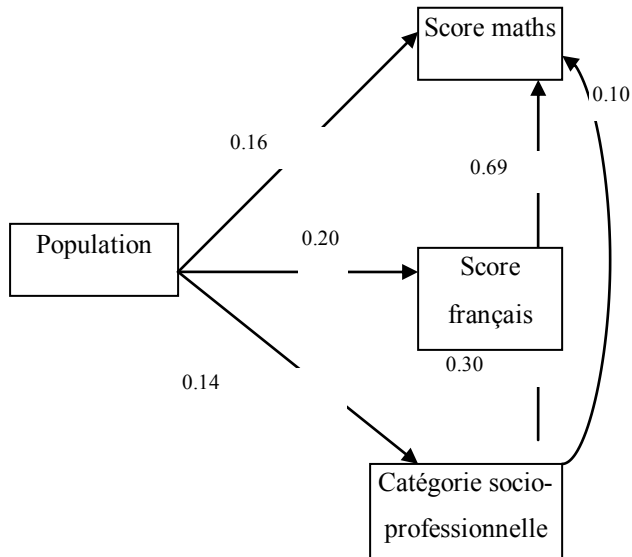 Score maths
0.10
0.16
0.69
Population
0.20
Score
français
0.30
0.14
Catégorie socio-
professionnelle